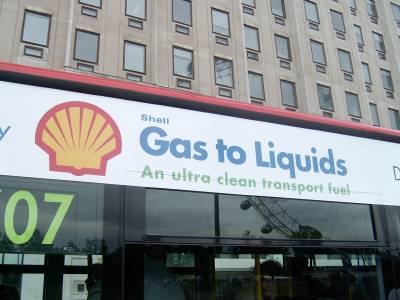 Shell
Gas to Liquids
An ultra clean transport fuel
07